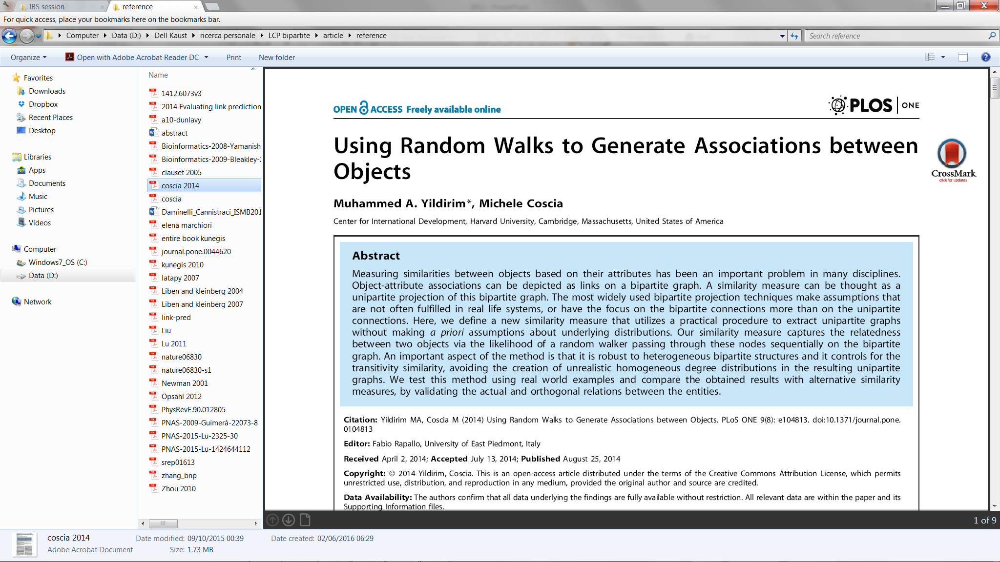 IBS session
reference
For quick access, place your bookmarks here on the bookmarks bar.
Computer
Data (D:)
Dell Kaust
ricerca personale
LCP bipartite
article
reference
Search reference
Organize
Open with Adobe Acrobat Reader DC
Print
New folder
Favorites
Downloads
Dropbox
Recent Places
Desktop
Libraries
Apps
Documents
Music
Pictures
Videos
Computer
Windows7_OS (C:)
Data (D:)
Network
Name
1412.6073v3
2014 Evaluating link prediction
a10-dunlavy
abstract
Bioinformatics-2008-Yamanish
Bioinformatics-2009-Bleakley-2
clauset 2005
coscia 2014
coscia
Daminelli_Cannistraci_ISMB201
elena marchiori
entire book kunegis
journal.pone.0044620
kunegis 2010
latapy 2007
Liben and kleinberg 2004
Liben and kleinberg 2007
link-pred
Liu
Lu 2011
nature06830
nature06830-s1
Newman 2001
Opsahl 2012
PhysRevE.90.012805
PNAS-2009-Guimerà-22073-8
PNAS-2015-Lü-2325-30
PNAS-2015-Lü-1424644112
srep01613
zhang_bnp
Zhou 2010
OPEN ACCESS Freely available online
PLOS ONE
Using Random Walks to Generate Associations between
Objects
CrossMark
click for updates
Muhammed A. Yildirim*, Michele Coscia
Center for International Development, Harvard University, Cambridge, Massachusetts, United States of America
Abstract
Measuring similarities between objects based on their attributes has been an important problem in many disciplines.
Object-attribute associations can be depicted as links on a bipartite graph. A similarity measure can be thought as a
unipartite projection of this bipartite graph. The most widely used bipartite projection techniques make assumptions that
are not often fulfilled in real life systems, or have the focus on the bipartite connections more than on the unipartite
connections. Here, we define a new similarity measure that utilizes a practical procedure to extract unipartite graphs
without making a priori assumptions about underlying distributions. Our similarity measure captures the relatedness
between two objects via the likelihood of a random walker passing through these nodes sequentially on the bipartite
graph. An important aspect of the method is that it is robust to heterogeneous bipartite structures and it controls for the
transitivity similarity, avoiding the creation of unrealistic homogeneous degree distributions in the resulting unipartite
graphs. We test this method using real world examples and compare the obtained results with alternative similarity
measures, by validating the actual and orthogonal relations between the entities.
Citation: Yildirim MA, Coscia M (2014) Using Random Walks to Generate Associations between Objects. PLoS ONE 9(8): e104813. doi:10.1371/journal.pone.
0104813
Editor: Fabio Rapallo, University of East Piedmont, Italy
Received April 2, 2014; Accepted July 13, 2014; Published August 25, 2014
Copyright: © 2014 Yildirim, Coscia. This is an open-access article distributed under the terms of the Creative Commons Attribution License, which permits
unrestricted use, distribution, and reproduction in any medium, provided the original author and source are credited.
Data Availability: The authors confirm that all data underlying the findings are fully available without restriction. All relevant data are within the paper and its
Supporting Information files.
1 of 9
coscia 2014
Adobe Acrobat Document
Date modified: 09/10/2015 00:39
Size: 1.73 MB
Date created: 02/06/2016 06:29